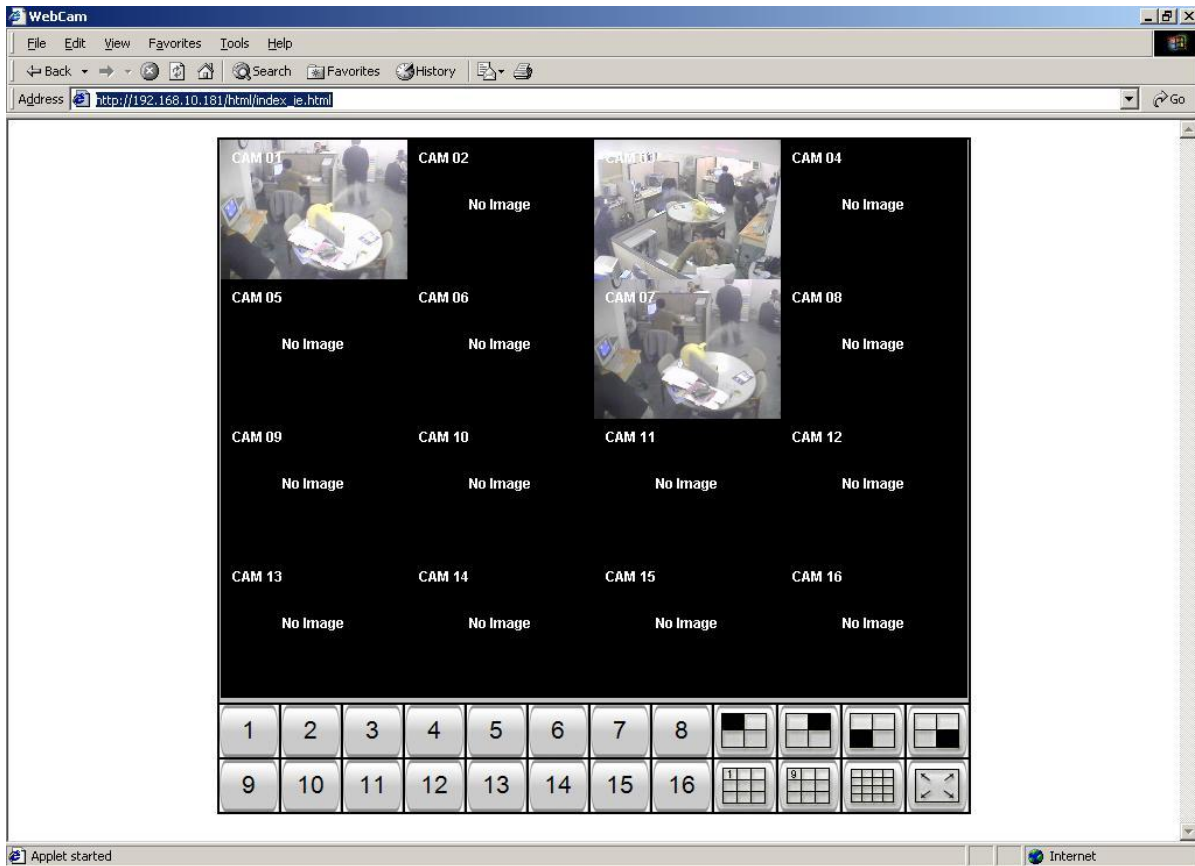 WebCam
File Edit View Favorites Tools Help
Back Search Favorites History
Address http://192.168.10.181/html/index_ie.html Go
CAM 01 CAM 02 CAM 03 CAM 04
No Image No Image
CAM 05 CAM 06 CAM 07 CAM 08
No Image No Image No Image
CAM 09 CAM 10 CAM 11 CAM 12
No Image No Image No Image No Image
CAM 13 CAM 14 CAM 15 CAM 16
No Image No Image No Image No Image
1 2 3 4 5 6 7 8
9 10 11 12 13 14 15 16 1 9
Applet started Internet